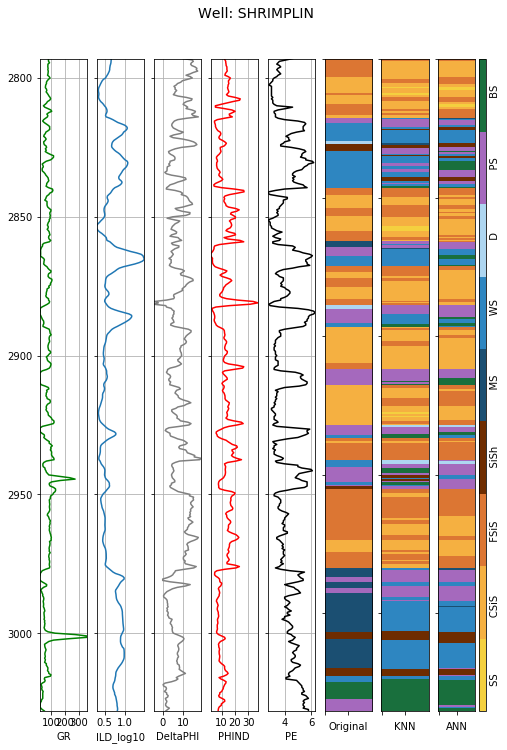 Well: SHRIMPLIN
2800
2850
2900
2950
3000
100 200 300
GR
0.5 1.0
ILD_log10
0 10
DeltaPHI
10 20 30
PHIND
4 6
PE
Original
KNN
ANN
BS
PS
D
WS
MS
SiSh
FSiS
CSiS
SS